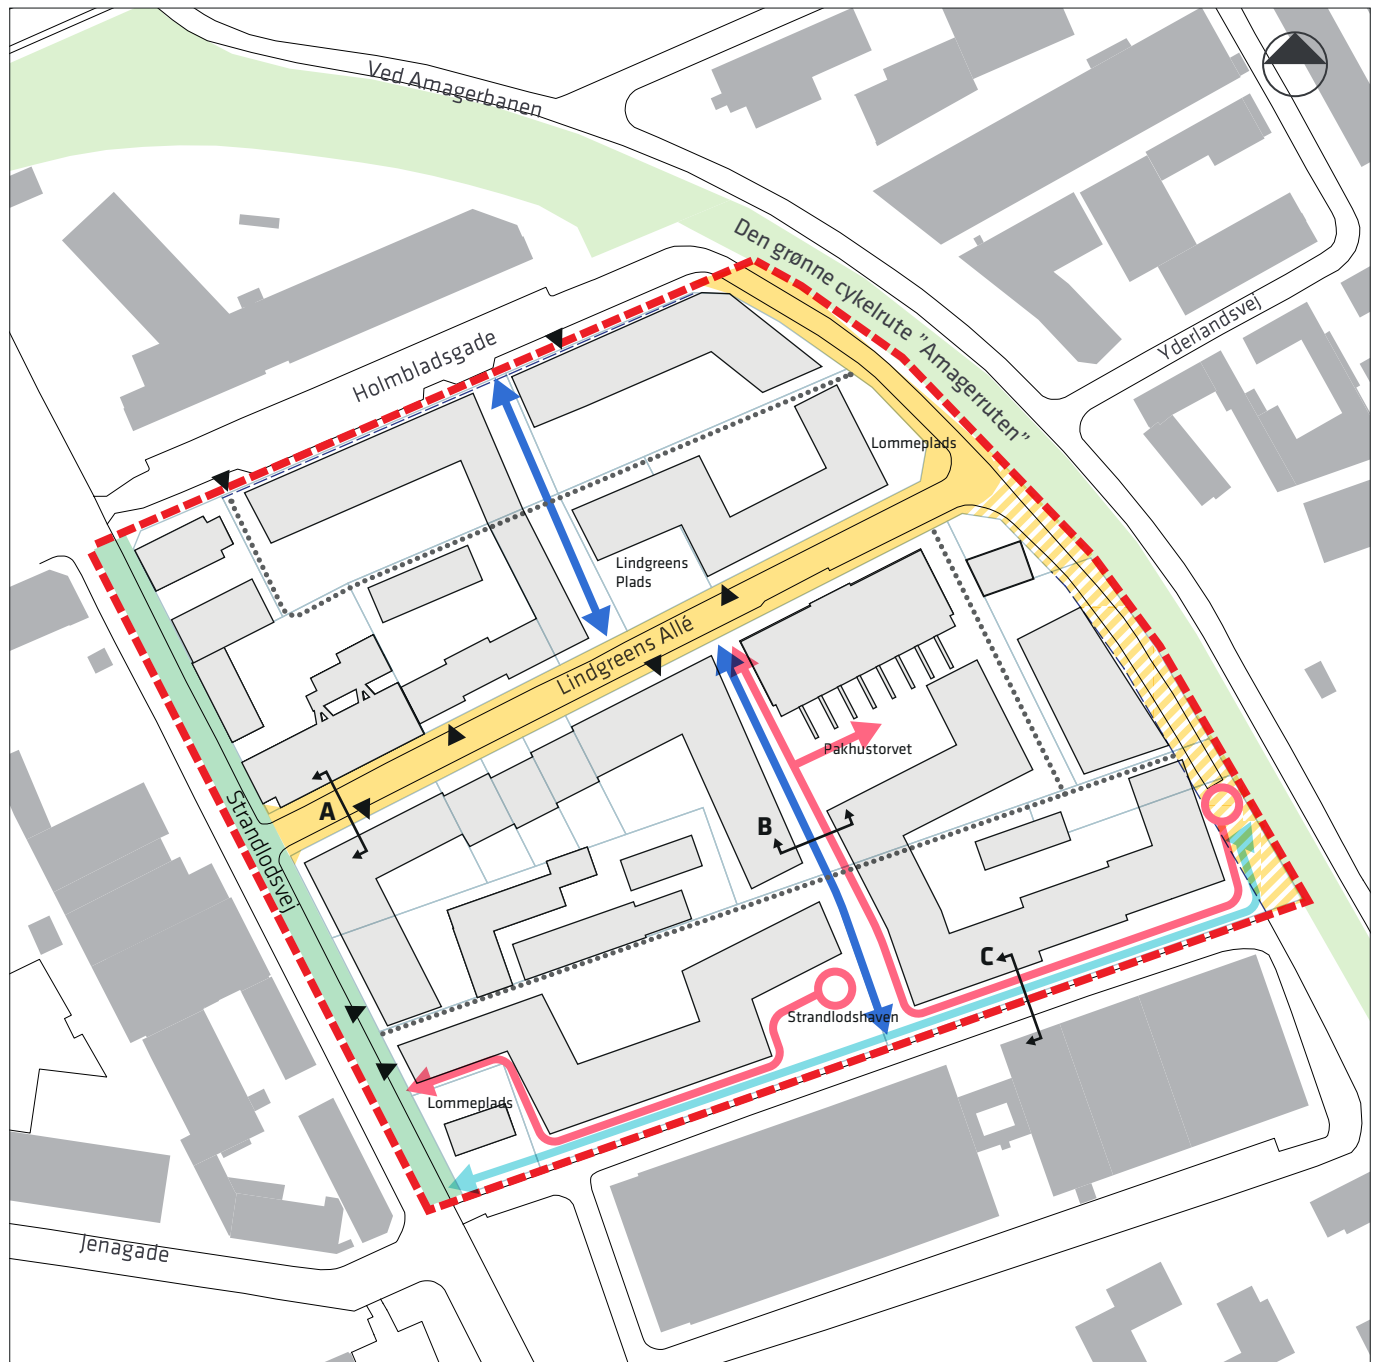 Ved Amagerbanen
Den grønne cykelrute "Amagerruten"
Yderlandsvej
Holmbladsgade
Lommeplads
Lindgreens
Plads
Lindgreens Allé
Pakhustorvet
A
Strandlodsvej
B
C
Strandlodshaven
Lommeplads
Jenagade